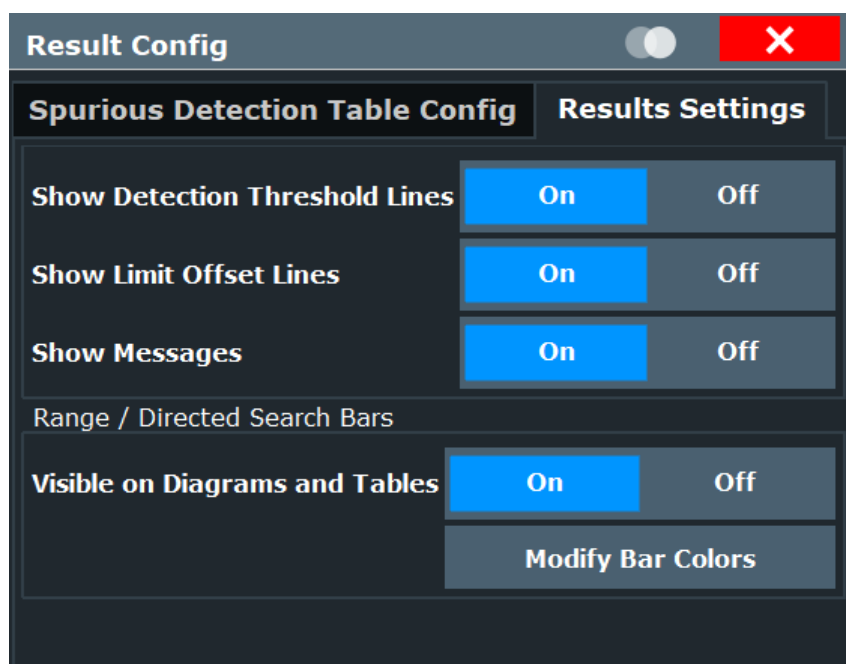 Result Config
Spurious Detection Table Config Results Settings
Show Detection Threshold Lines On Off
Show Limit Offset Lines On Off
Show Messages On Off
Range / Directed Search Bars
Visible on Diagrams and Tables On Off
Modify Bar Colors